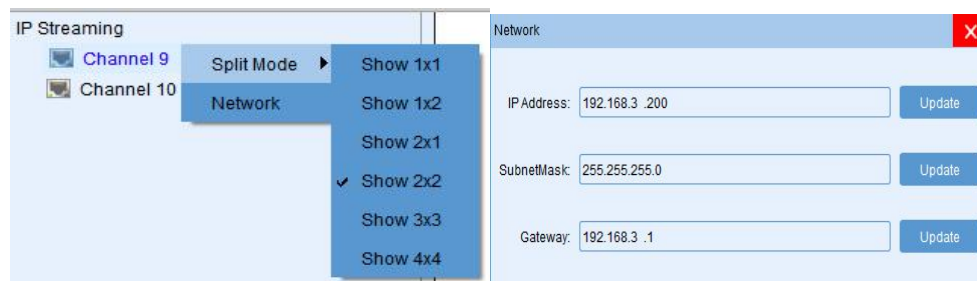 IP Streaming
Channel 9
Channel 10
Split Mode
Network
Show 1x1
Show 1x2
Show 2x1
Show 2x2
Show 3x3
Show 4x4
Network
X
IP Address: 192.168.3 .200 Update
SubnetMask: 255.255.255.0 Update
Gateway: 192.168.3 .1 Update